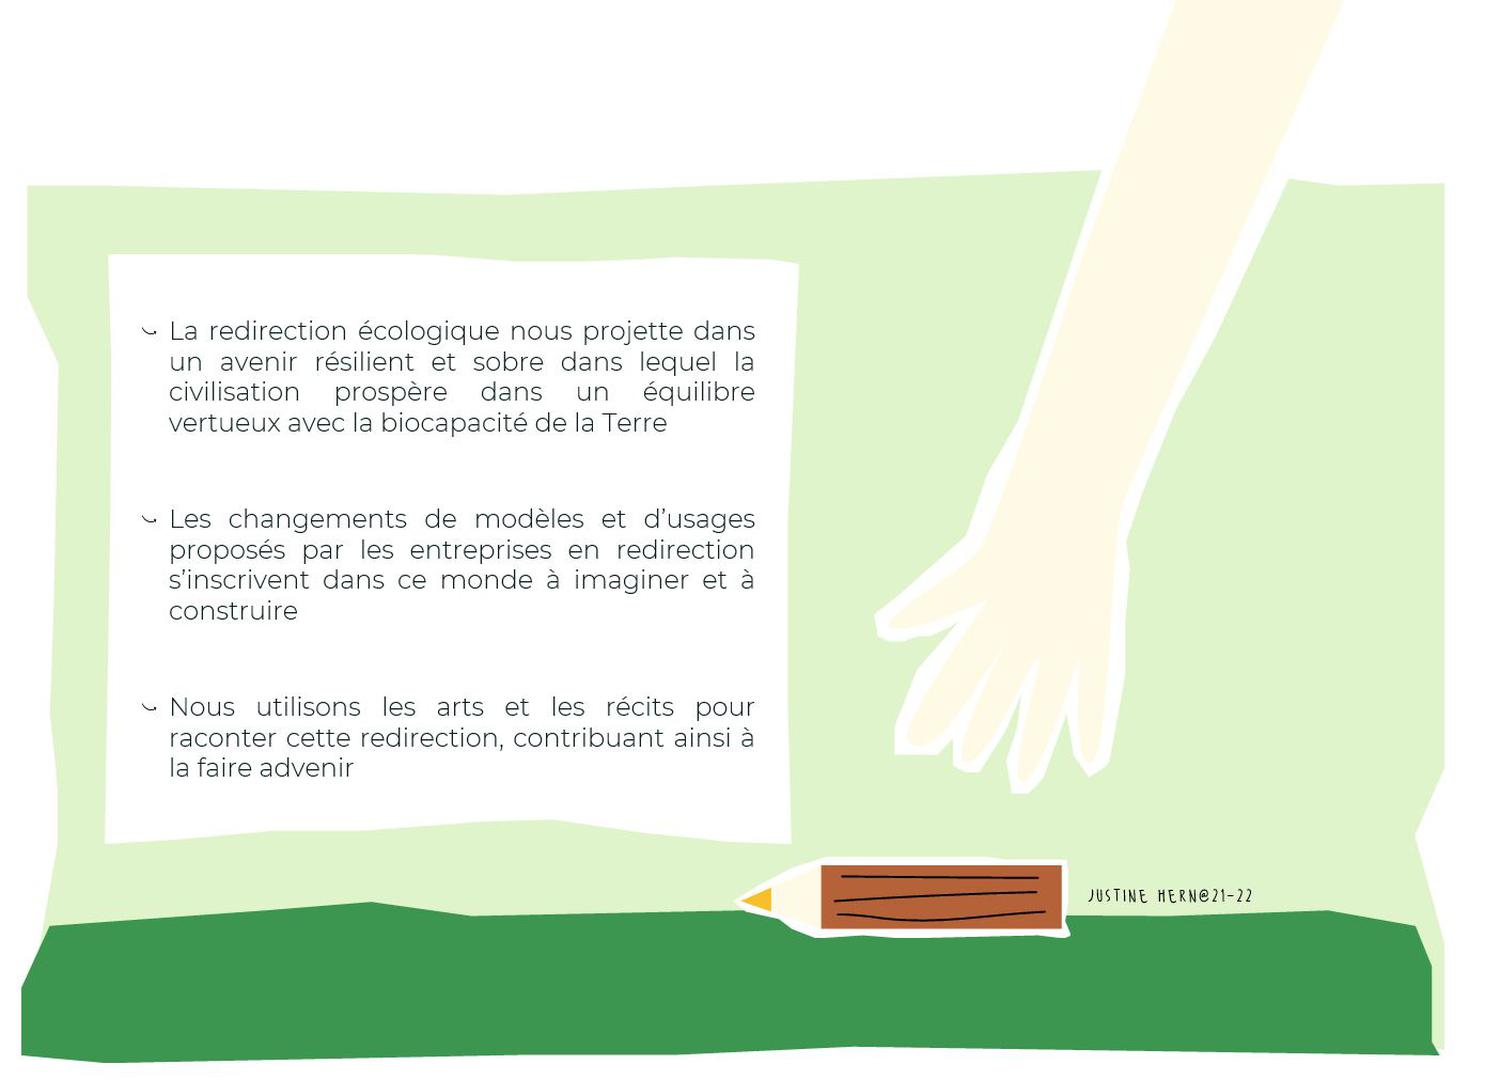 La redirection écologique nous projette dans
un avenir résilient et sobre dans lequel la
civilisation prospère dans un équilibre
vertueux avec la biocapacité de la Terre
Les changements de modèles et d’usages
proposés par les entreprises en redirection
s’inscrivent dans ce monde à imaginer et à
construire
Nous utilisons les arts et les récits pour
raconter cette redirection, contribuant ainsi à
la faire advenir
JUSTINE HERN@21-22